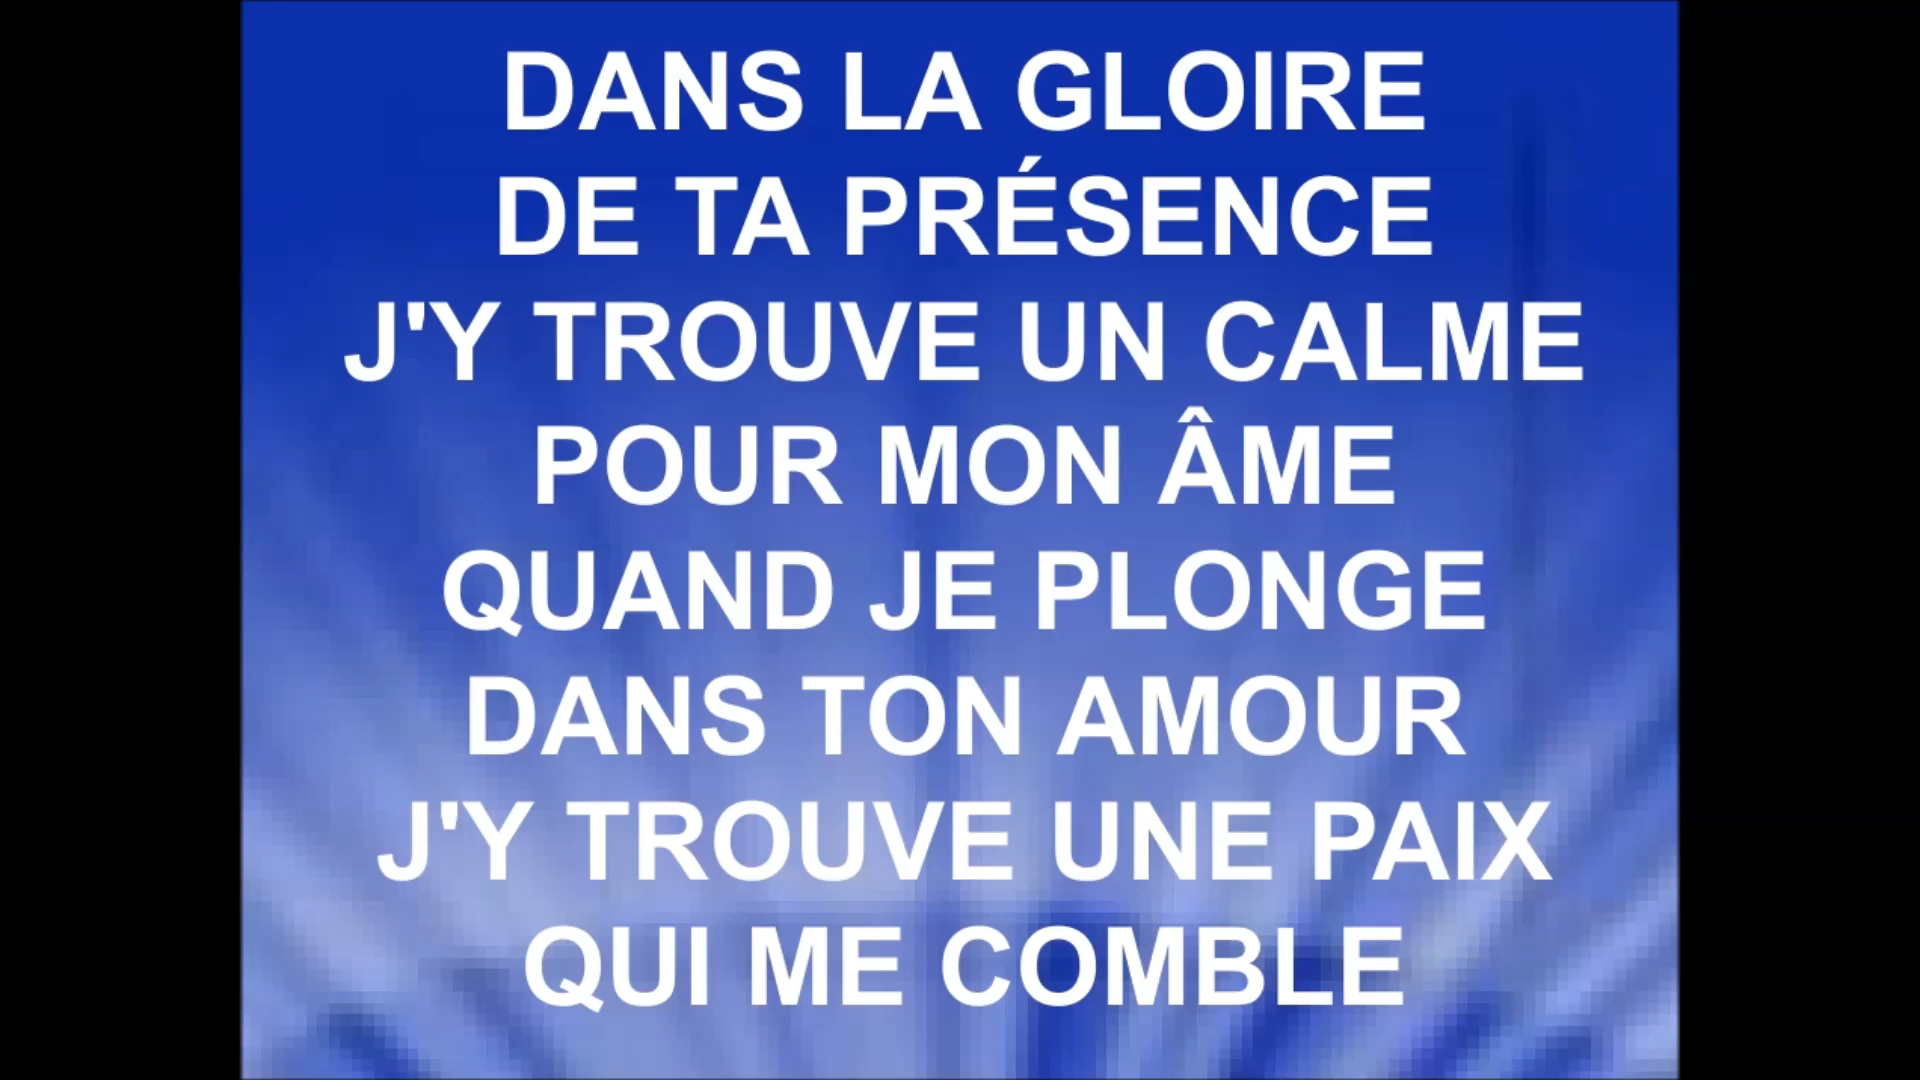 DANS LA GLOIRE
DE TA PRÉSENCE
J'Y TROUVE UN CALME
POUR MON ÂME
QUAND JE PLONGE
DANS TON AMOUR
J'Y TROUVE UNE PAIX
QUI ME COMBLE